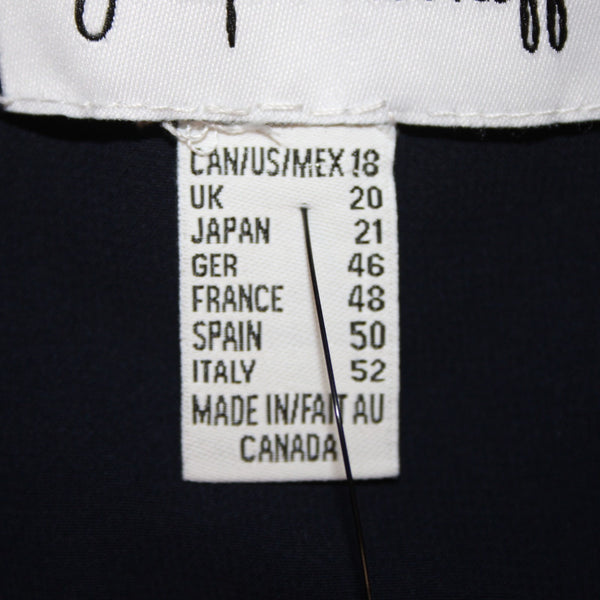 CAN/US/MEX 18
UK 20
JAPAN 21
GER 46
FRANCE 48
SPAIN 50
ITALY 52
MADE IN/FAIT AU
CANADA